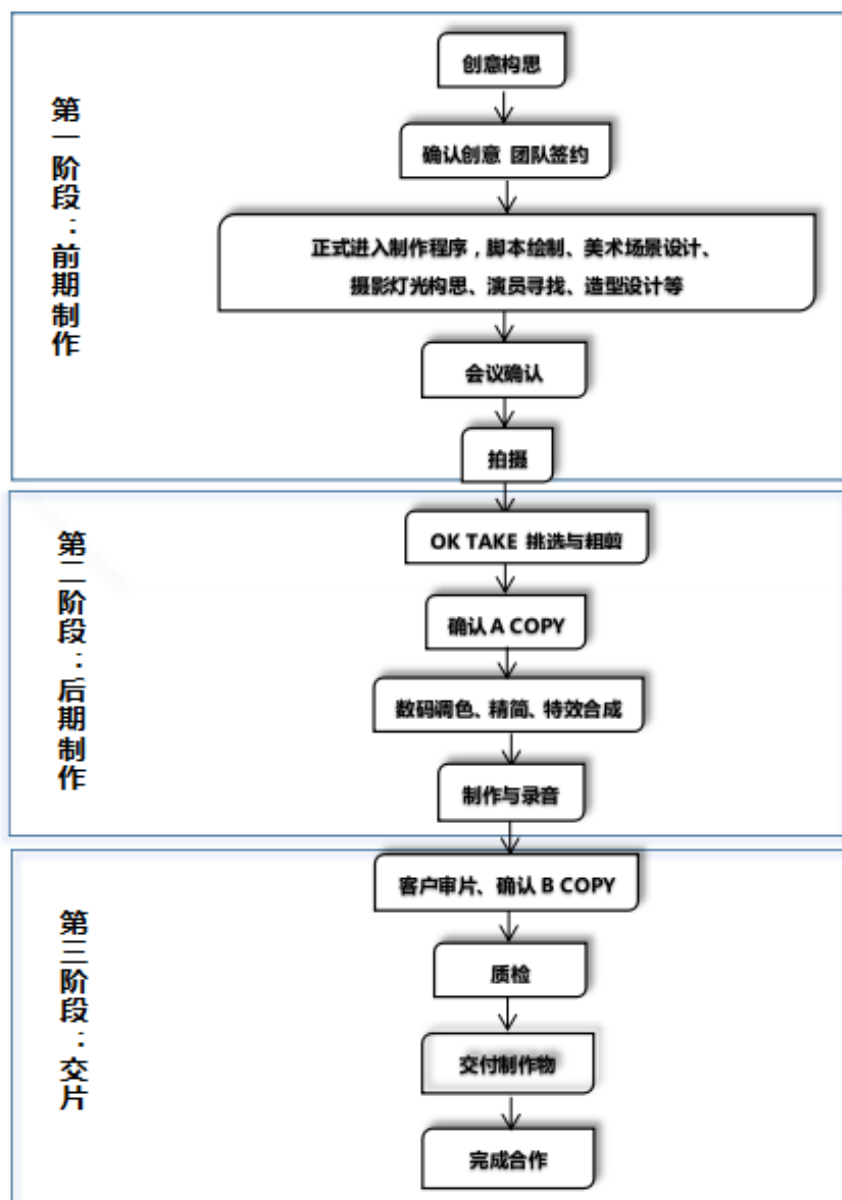 第一阶段：前期制作
创意构思
确认创意 团队签约
正式进入制作程序，脚本绘制、美术场景设计、
摄影灯光构思、演员寻找、造型设计等
会议确认
拍摄
第二阶段：后期制作
OK TAKE 挑选与粗剪
确认 A COPY
数码调色、精简、特效合成
制作与录音
第三阶段：交片
客户审片、确认 B COPY
质检
交付制作物
完成合作